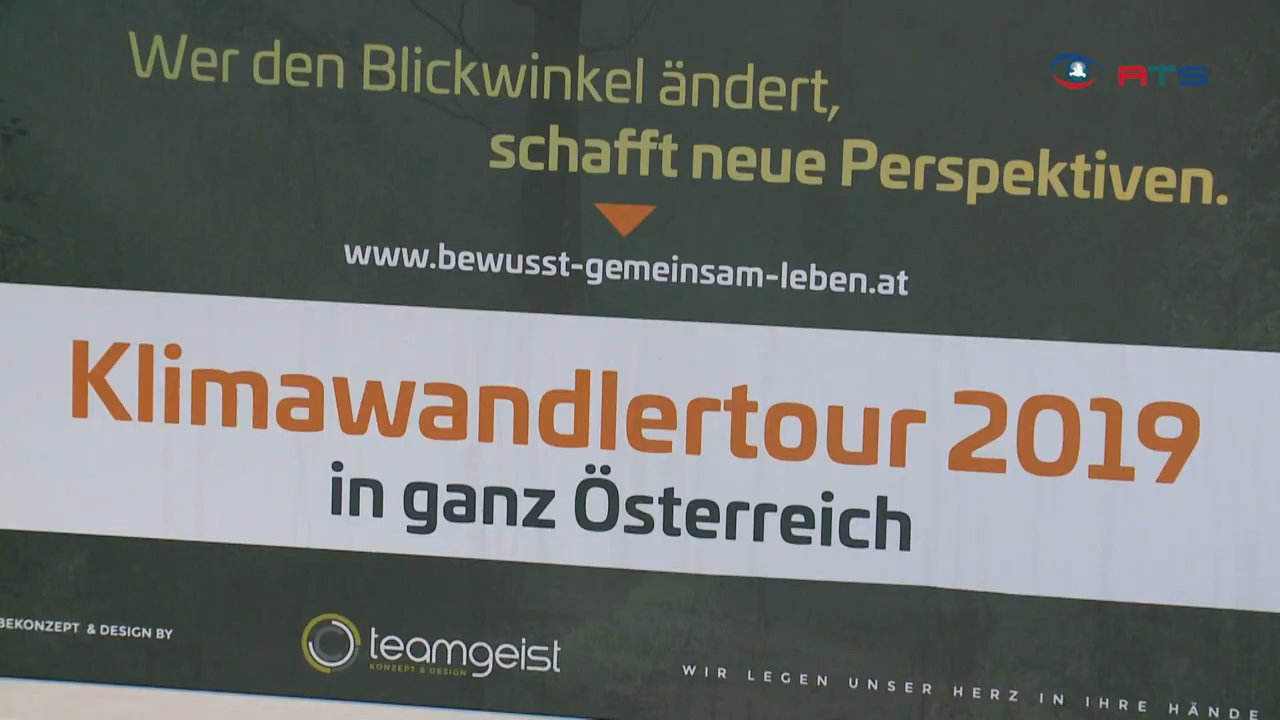 Wer den Blickwinkel ändert,
RTS
schafft neue Perspektiven.
www.bewusst-gemeinsam-leben.at
Klimawandlertour 2019
in ganz Österreich
BEKONZEPT & DESIGN BY
teamgeist
KONZEPT & DESIGN
WIR LEGEN UNSER HERZ IN IHRE HÄNDE